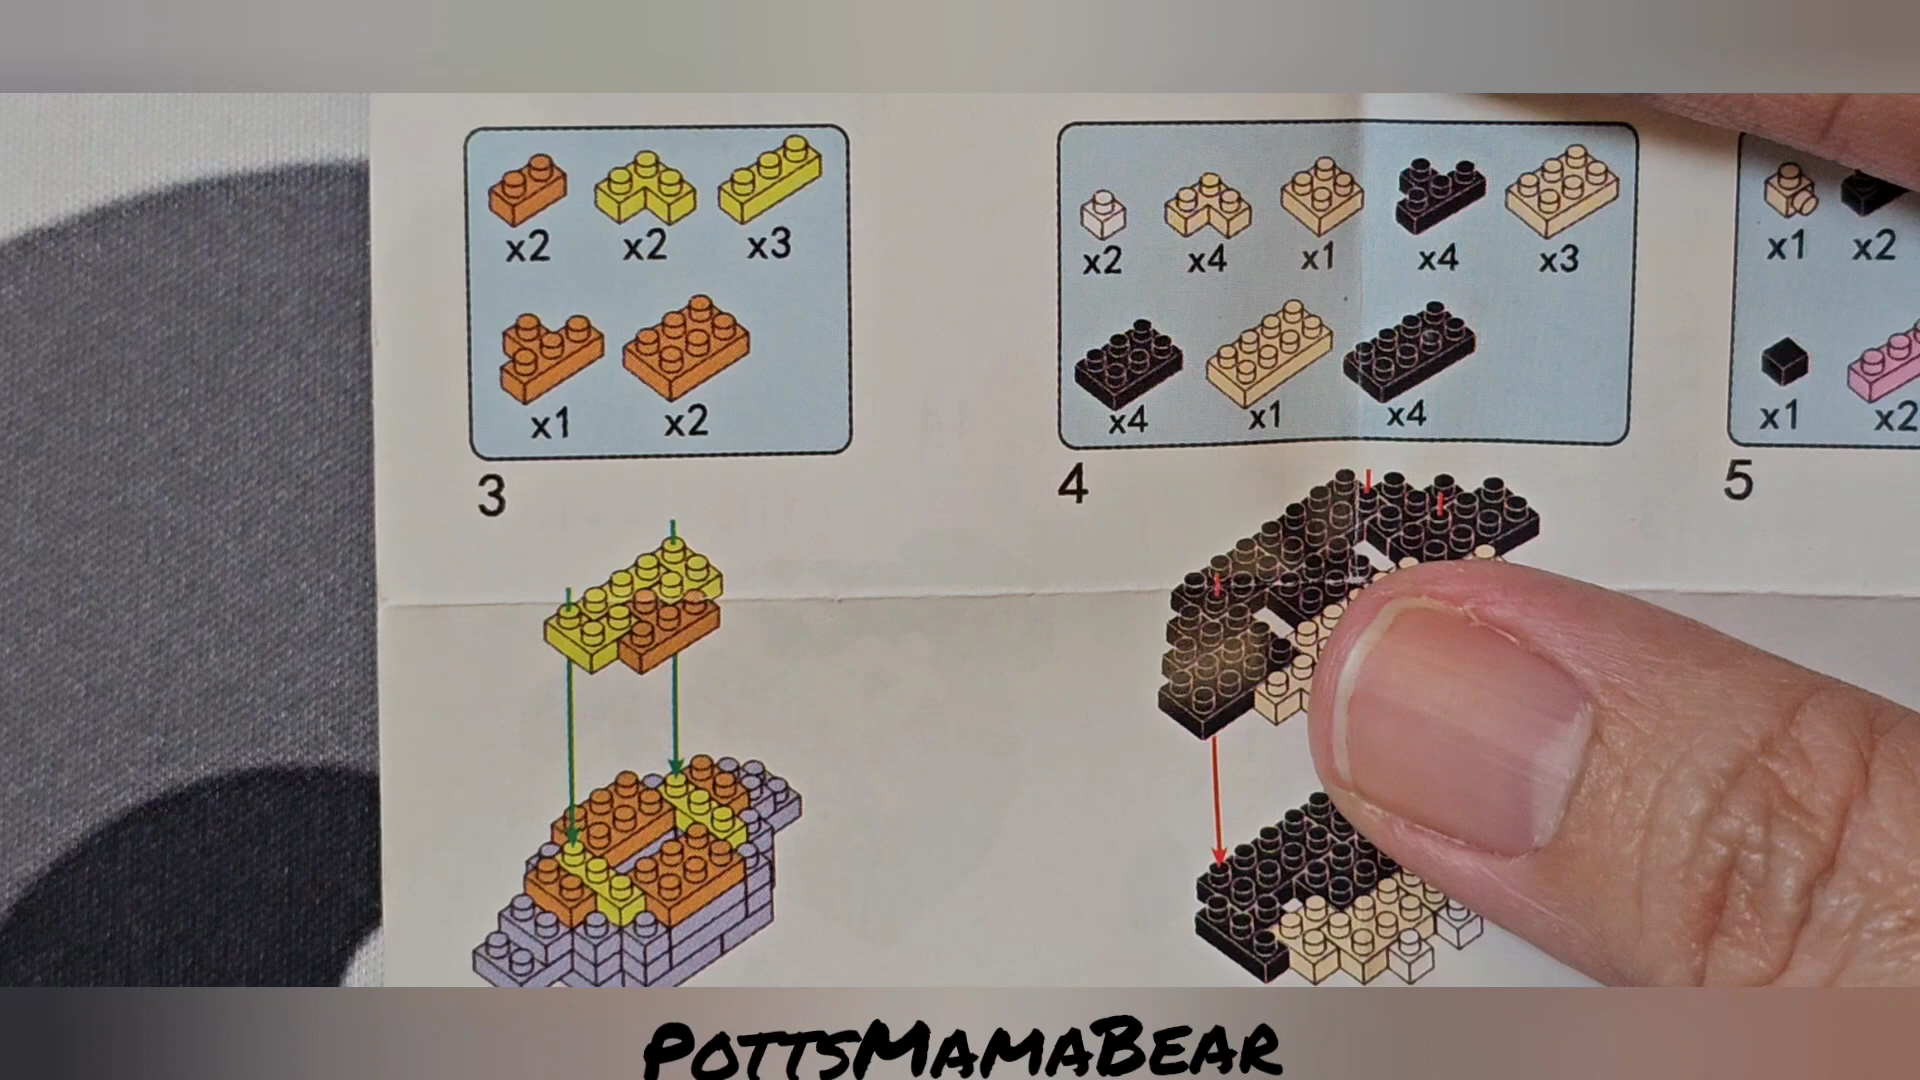 x2 x2 x3
x1 x2
3
x2 x4 x1 x4 x3
x4 x1 x4
4
x1 x2
x1 x2
5
PottsMamaBear